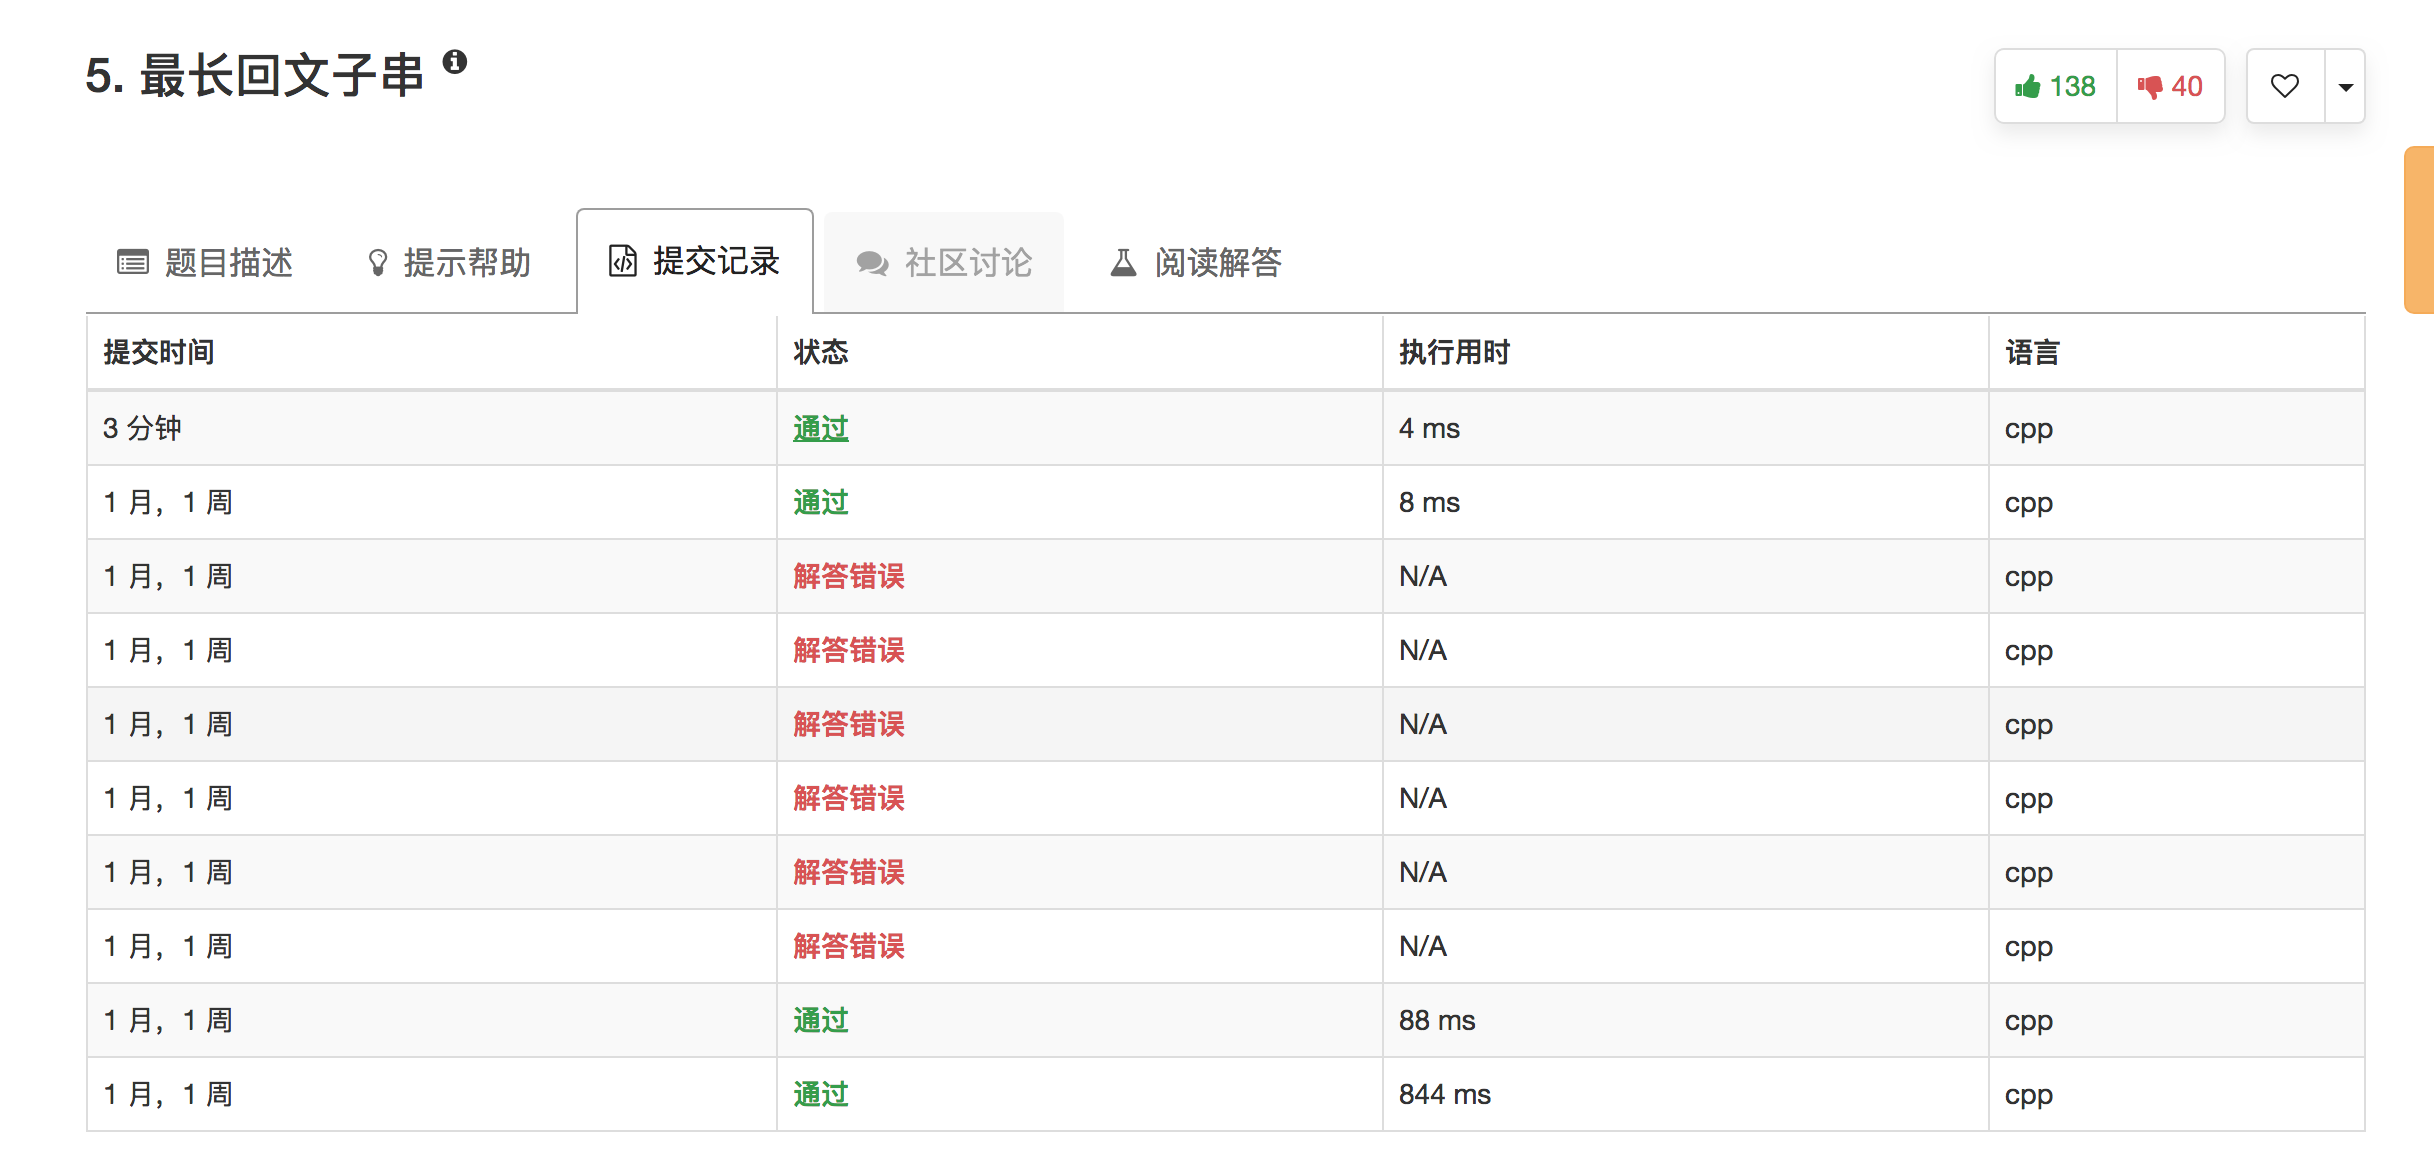 5. 最长回文子串
138 40
题目描述 提示帮助 提交记录 社区讨论 阅读解答
提交时间 状态 执行用时 语言
3 分钟 通过 4 ms cpp
1 月，1 周 通过 8 ms cpp
1 月，1 周 解答错误 N/A cpp
1 月，1 周 解答错误 N/A cpp
1 月，1 周 解答错误 N/A cpp
1 月，1 周 解答错误 N/A cpp
1 月，1 周 解答错误 N/A cpp
1 月，1 周 解答错误 N/A cpp
1 月，1 周 通过 88 ms cpp
1 月，1 周 通过 844 ms cpp